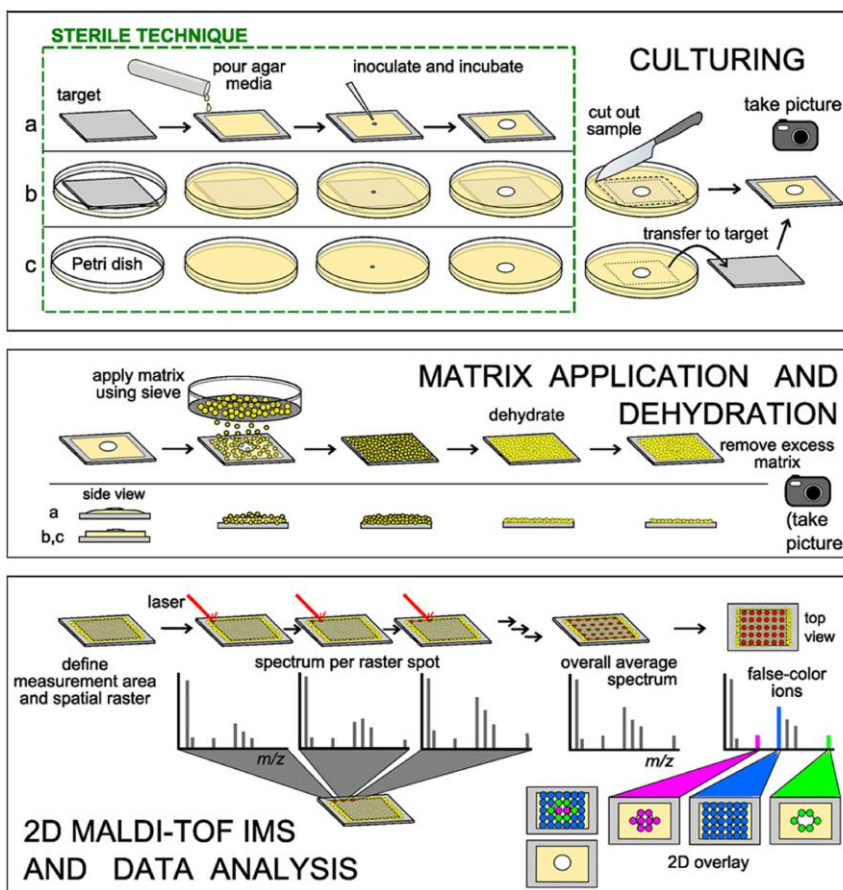 STERILE TECHNIQUE
CULTURING
target
pour agar
media
inoculate and incubate
cut out
sample
take picture
a
b
transfer to target
c
Petri dish
apply matrix
using sieve
MATRIX APPLICATION AND
DEHYDRATION
dehydrate
remove excess
matrix
side view
a
b,c
(take
picture
laser
define
measurement area
and spatial raster
spectrum per raster spot
overall average
spectrum
top
view
false-color
ions
m/z
m/z
2D MALDI-TOF IMS
AND DATA ANALYSIS
2D overlay